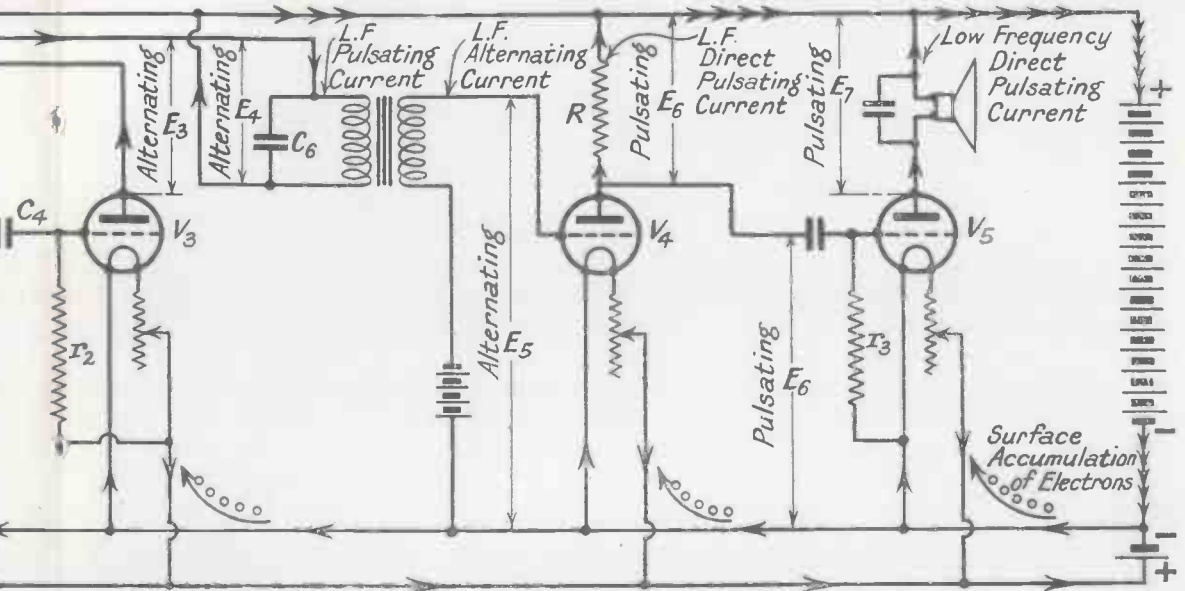 L.F.
Pulsating
Current
L.F.
Alternating
Current
L.F.
Direct
Pulsating
Current
Low Frequency
Direct
Pulsating
Current
Alternating
E3
Alternating
E4
C6
R
Pulsating
E6
Pulsating
E7
+
C4
V3
V4
V5
r2
Alternating
E5
Pulsating
E6
r3
Surface
Accumulation
of Electrons
-
-
+